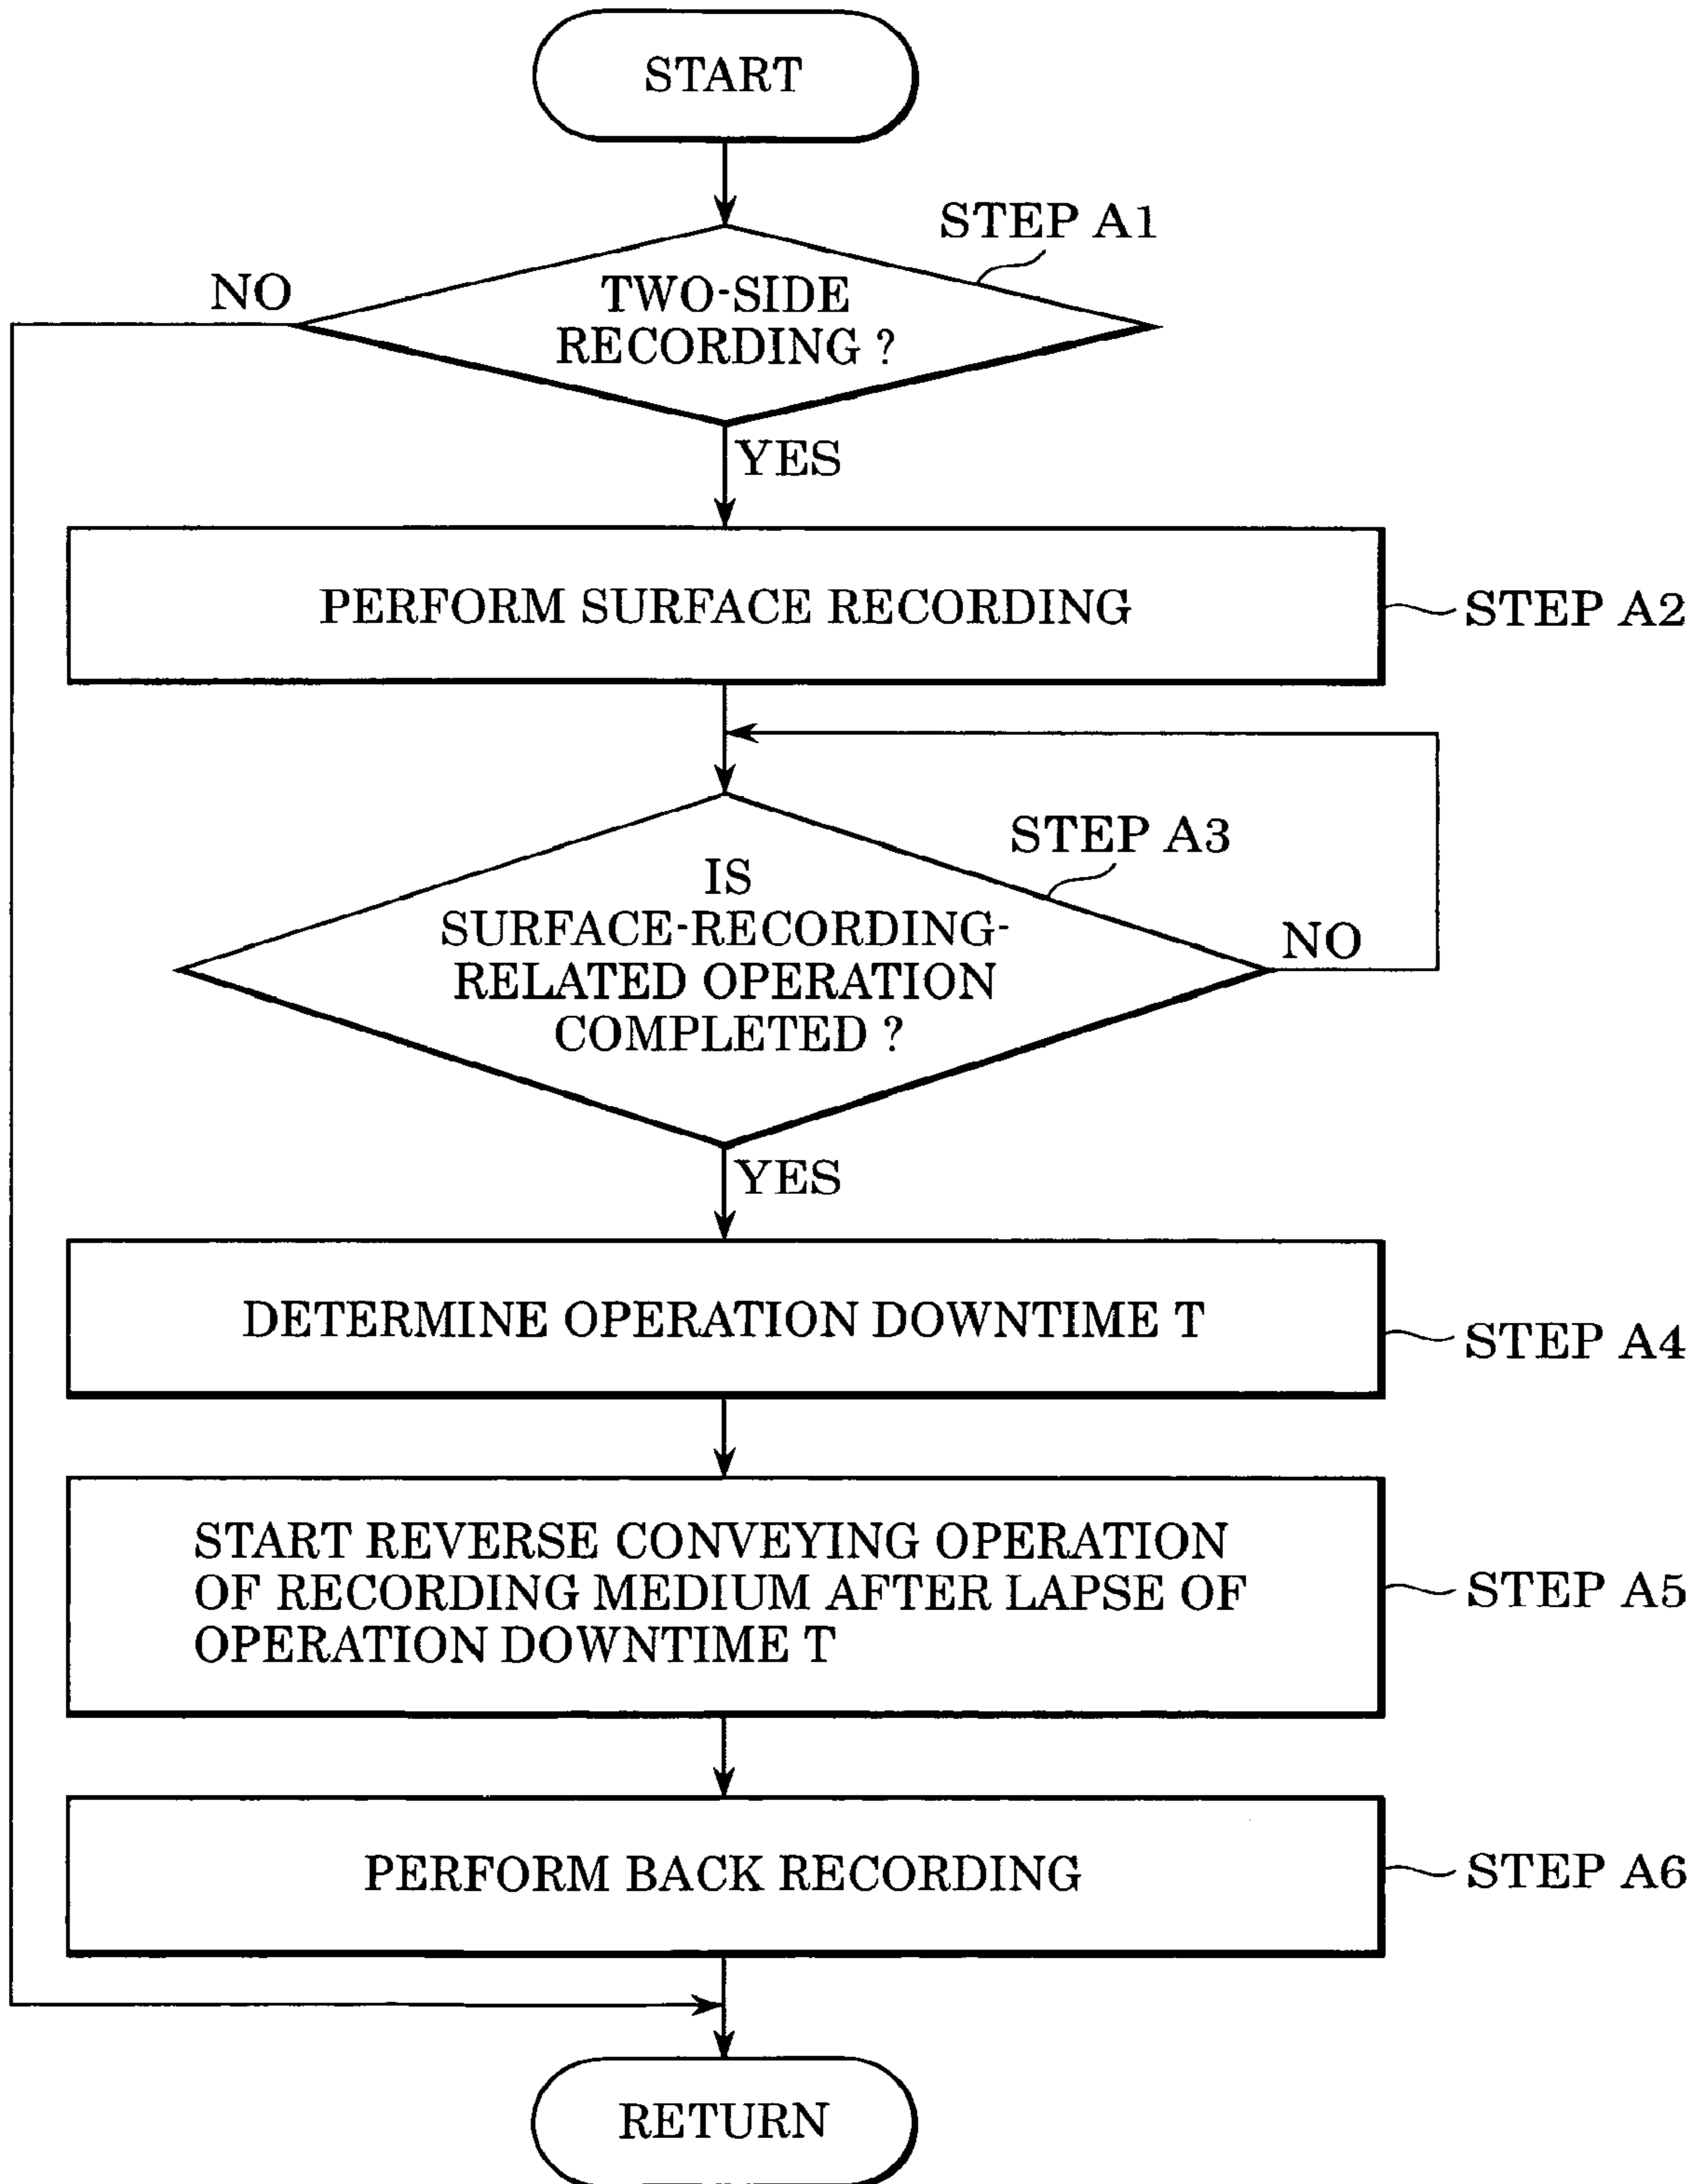 START
STEP A1
NO
TWO-SIDE
RECORDING ?
YES
PERFORM SURFACE RECORDING
STEP A2
STEP A3
IS
SURFACE-RECORDING-
RELATED OPERATION
COMPLETED ?
NO
YES
DETERMINE OPERATION DOWNTIME T
STEP A4
START REVERSE CONVEYING OPERATION
OF RECORDING MEDIUM AFTER LAPSE OF
OPERATION DOWNTIME T
STEP A5
PERFORM BACK RECORDING
STEP A6
RETURN